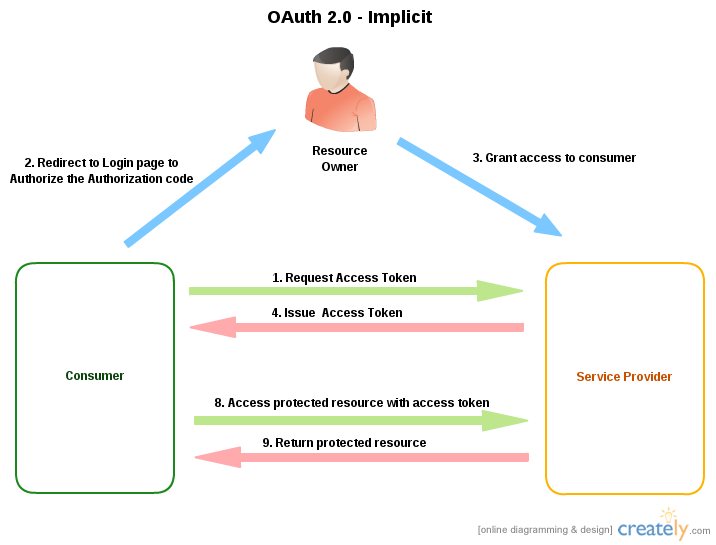 OAuth 2.0 - Implicit
Resource
Owner
2. Redirect to Login page to
Authorize the Authorization code
3. Grant access to consumer
1. Request Access Token
4. Issue Access Token
Consumer
Service Provider
8. Access protected resource with access token
9. Return protected resource
[online diagramming & design] creately.com